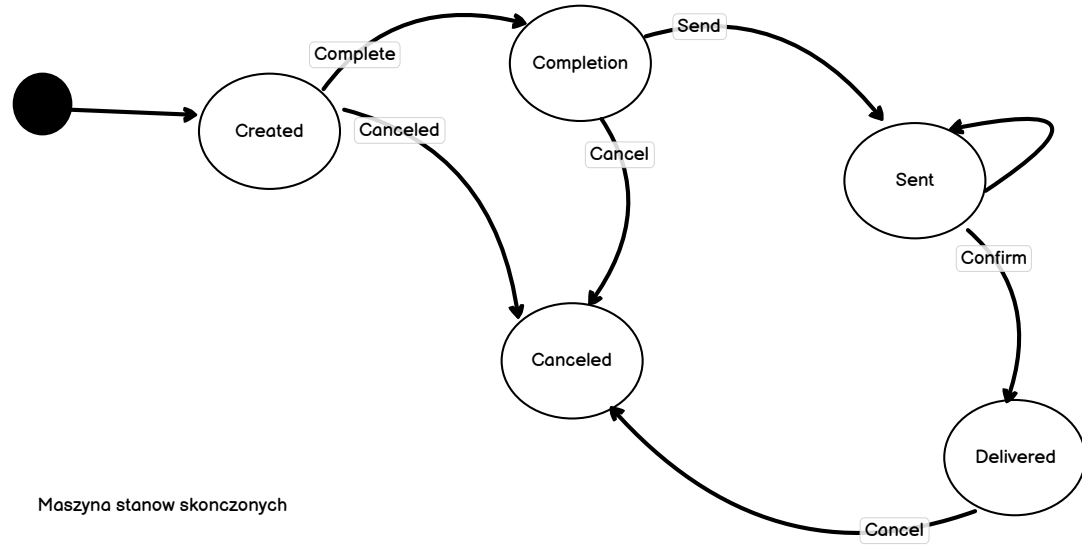 Complete
Completion
Send
Created
Canceled
Cancel
Sent
Confirm
Canceled
Delivered
Maszyna stanow skonczonych
Cancel